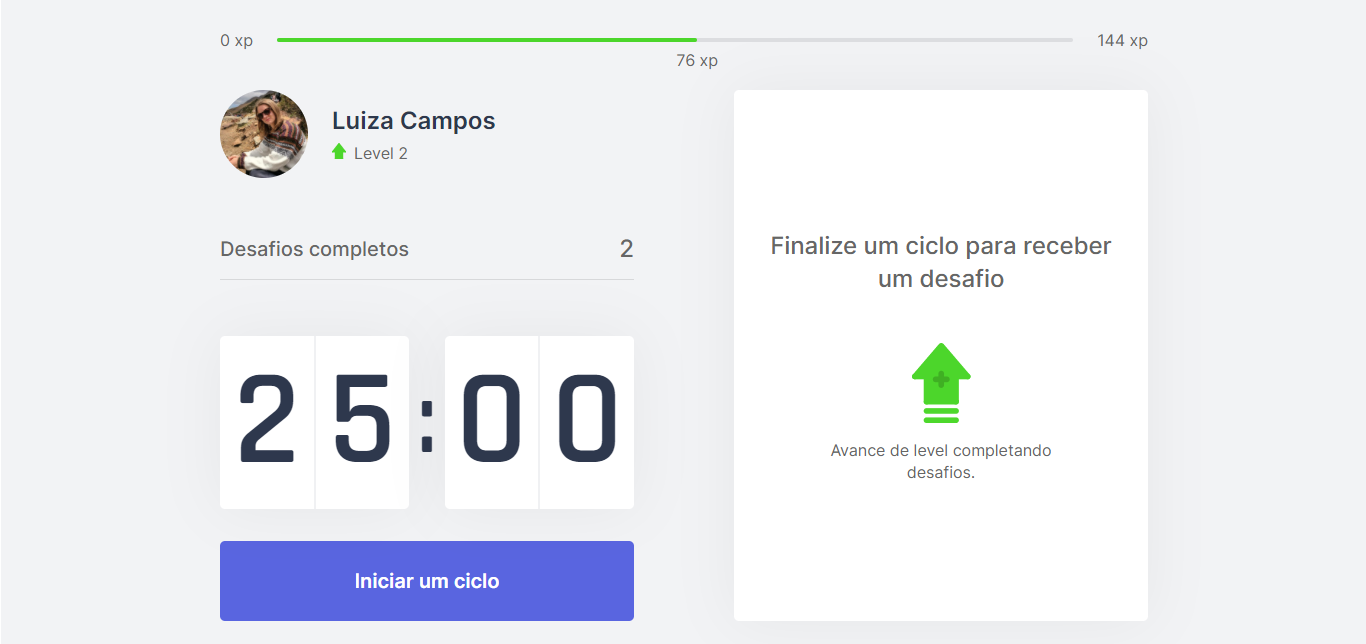 0 xp
144 xp
76 xp
Luiza Campos
Level 2
Desafios completos
2
25:00
Iniciar um ciclo
Finalize um ciclo para receber
um desafio
Avance de level completando
desafios.